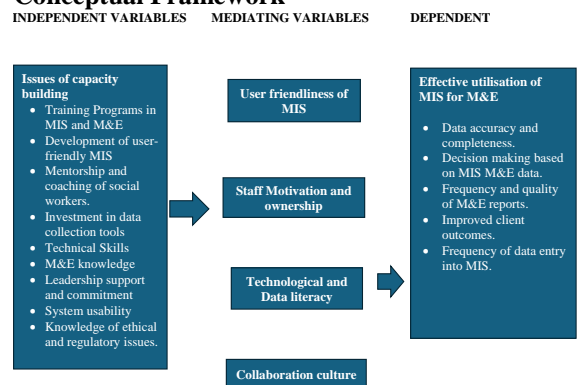 Conceptual Framework
INDEPENDENT VARIABLES MEDIATING VARIABLES DEPENDENT
Issues of capacity
building
• Training Programs in
MIS and M&E
• Development of user-
friendly MIS
• Mentorship and
coaching of social
workers.
• Investment in data
collection tools
• Technical Skills
• M&E knowledge
• Leadership support
and commitment
• System usability
• Knowledge of ethical
and regulatory issues.
User friendliness of
MIS
Staff Motivation and
ownership
Technological and
Data literacy
Collaboration culture
Effective utilisation of
MIS for M&E
• Data accuracy and
completeness.
• Decision making based
on MIS M&E data.
• Frequency and quality
of M&E reports.
• Improved client
outcomes.
• Frequency of data entry
into MIS.